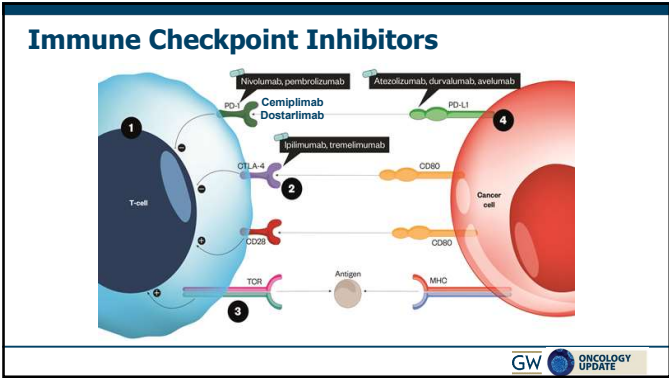 Immune Checkpoint Inhibitors
Nivolumab, pembrolizumab
Atezolizumab, durvalumab, avelumab
PD-1
Cemiplimab
Dostarlimab
PD-L1
1
4
Ipilimumab, tremelimumab
CTLA-4
CD80
2
T-cell
Cancer
cell
CD28
CD80
TCR
Antigen
MHC
3
GW
ONCOLOGY
UPDATE